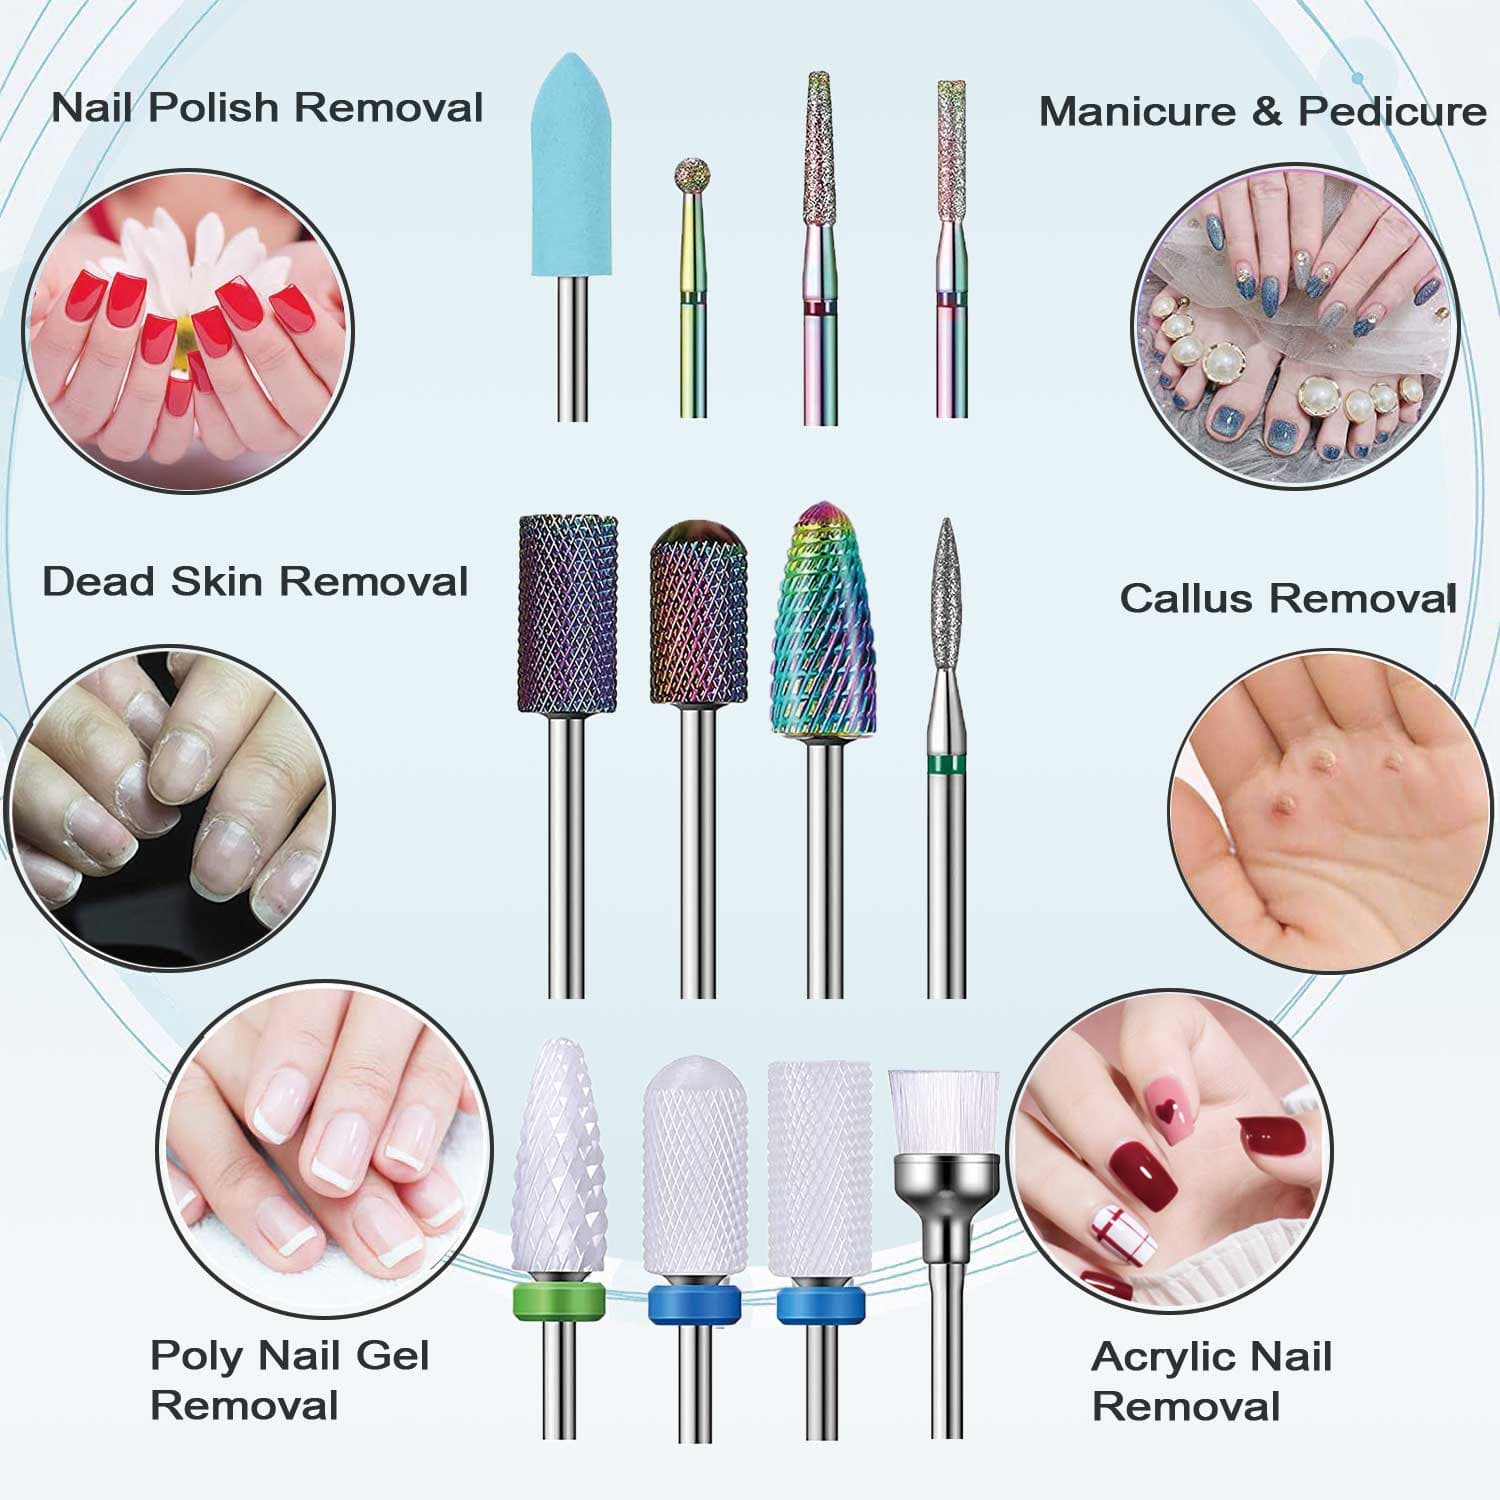 Nail Polish Removal
Manicure & Pedicure
Dead Skin Removal
Callus Removal
Poly Nail Gel
Removal
Acrylic Nail
Removal